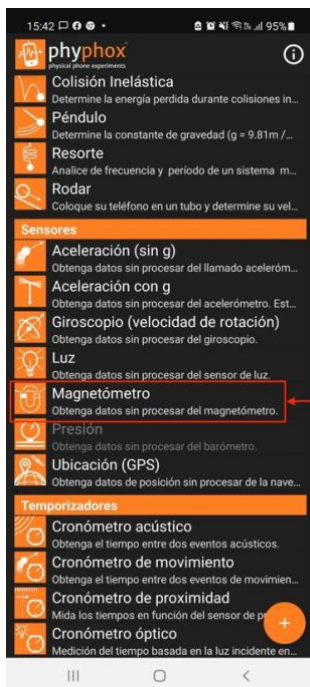 15:42
95%
phyphox
physical phone experiments
Colisión Inelástica
Determine la energía perdida durante colisiones in...
Péndulo
Determine la constante de gravedad (g = 9.81m /...
Resorte
Analice de frecuencia y período de un sistema m...
Rodar
Coloque su teléfono en un tubo y determine su vel...
Sensores
Aceleración (sin g)
Obtenga datos sin procesar del llamado aceleróm...
Aceleración con g
Obtenga datos sin procesar del acelerómetro. Est...
Giroscopio (velocidad de rotación)
Obtenga datos sin procesar del giroscopio.
Luz
Obtenga datos sin procesar del sensor de luz.
Magnetómetro
Obtenga datos sin procesar del magnetómetro.
Presión
Obtenga datos sin procesar del barómetro.
Ubicación (GPS)
Obtenga datos de posición sin procesar de la nave...
Temporizadores
Cronómetro acústico
Obtenga el tiempo entre dos eventos acústicos.
Cronómetro de movimiento
Obtenga el tiempo entre dos eventos de movimien...
Cronómetro de proximidad
Mida los tiempos en función del sensor de
Cronómetro óptico
Medición del tiempo basada en la luz incidente en...